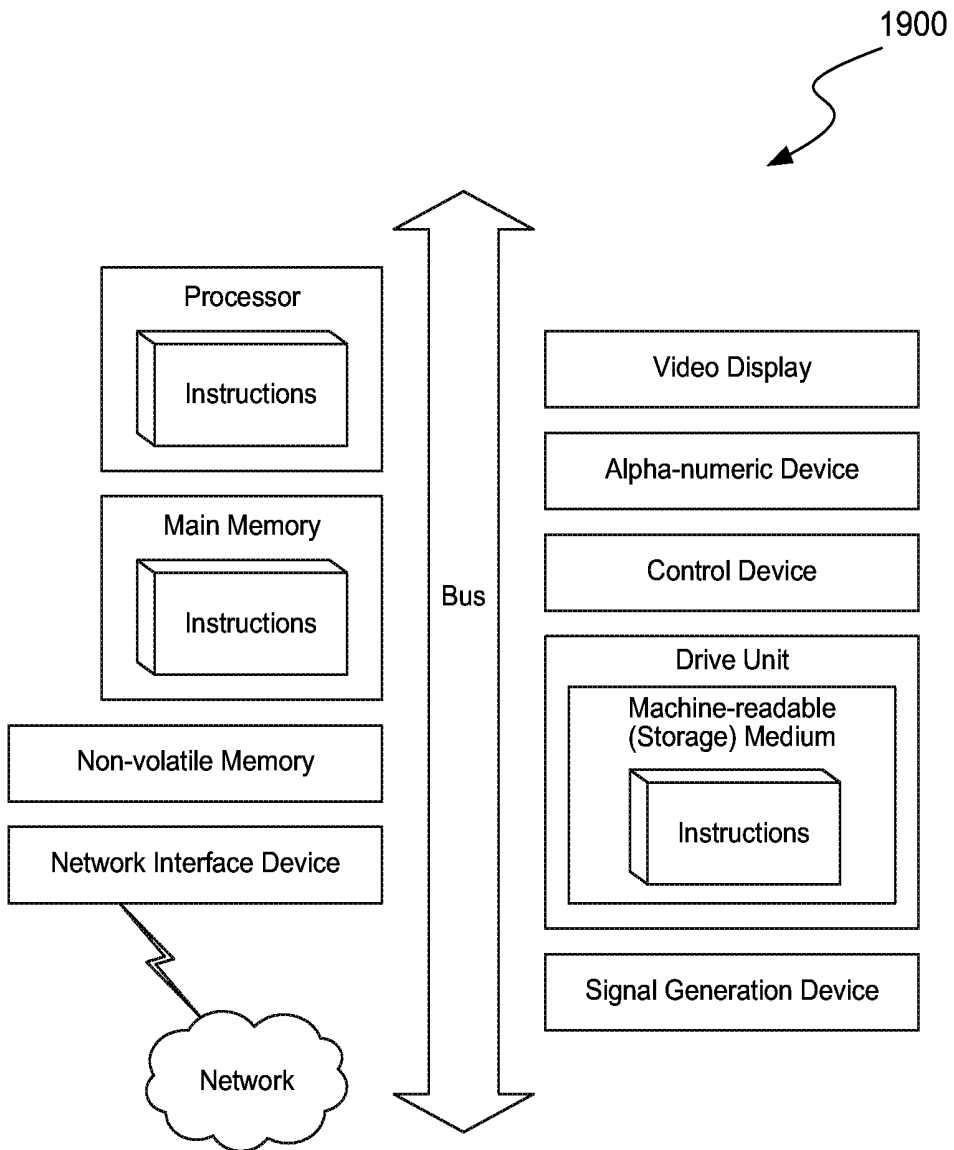 1900
Processor
Instructions
Main Memory
Instructions
Non-volatile Memory
Network Interface Device
Network
Bus
Video Display
Alpha-numeric Device
Control Device
Drive Unit
Machine-readable
(Storage) Medium
Instructions
Signal Generation Device